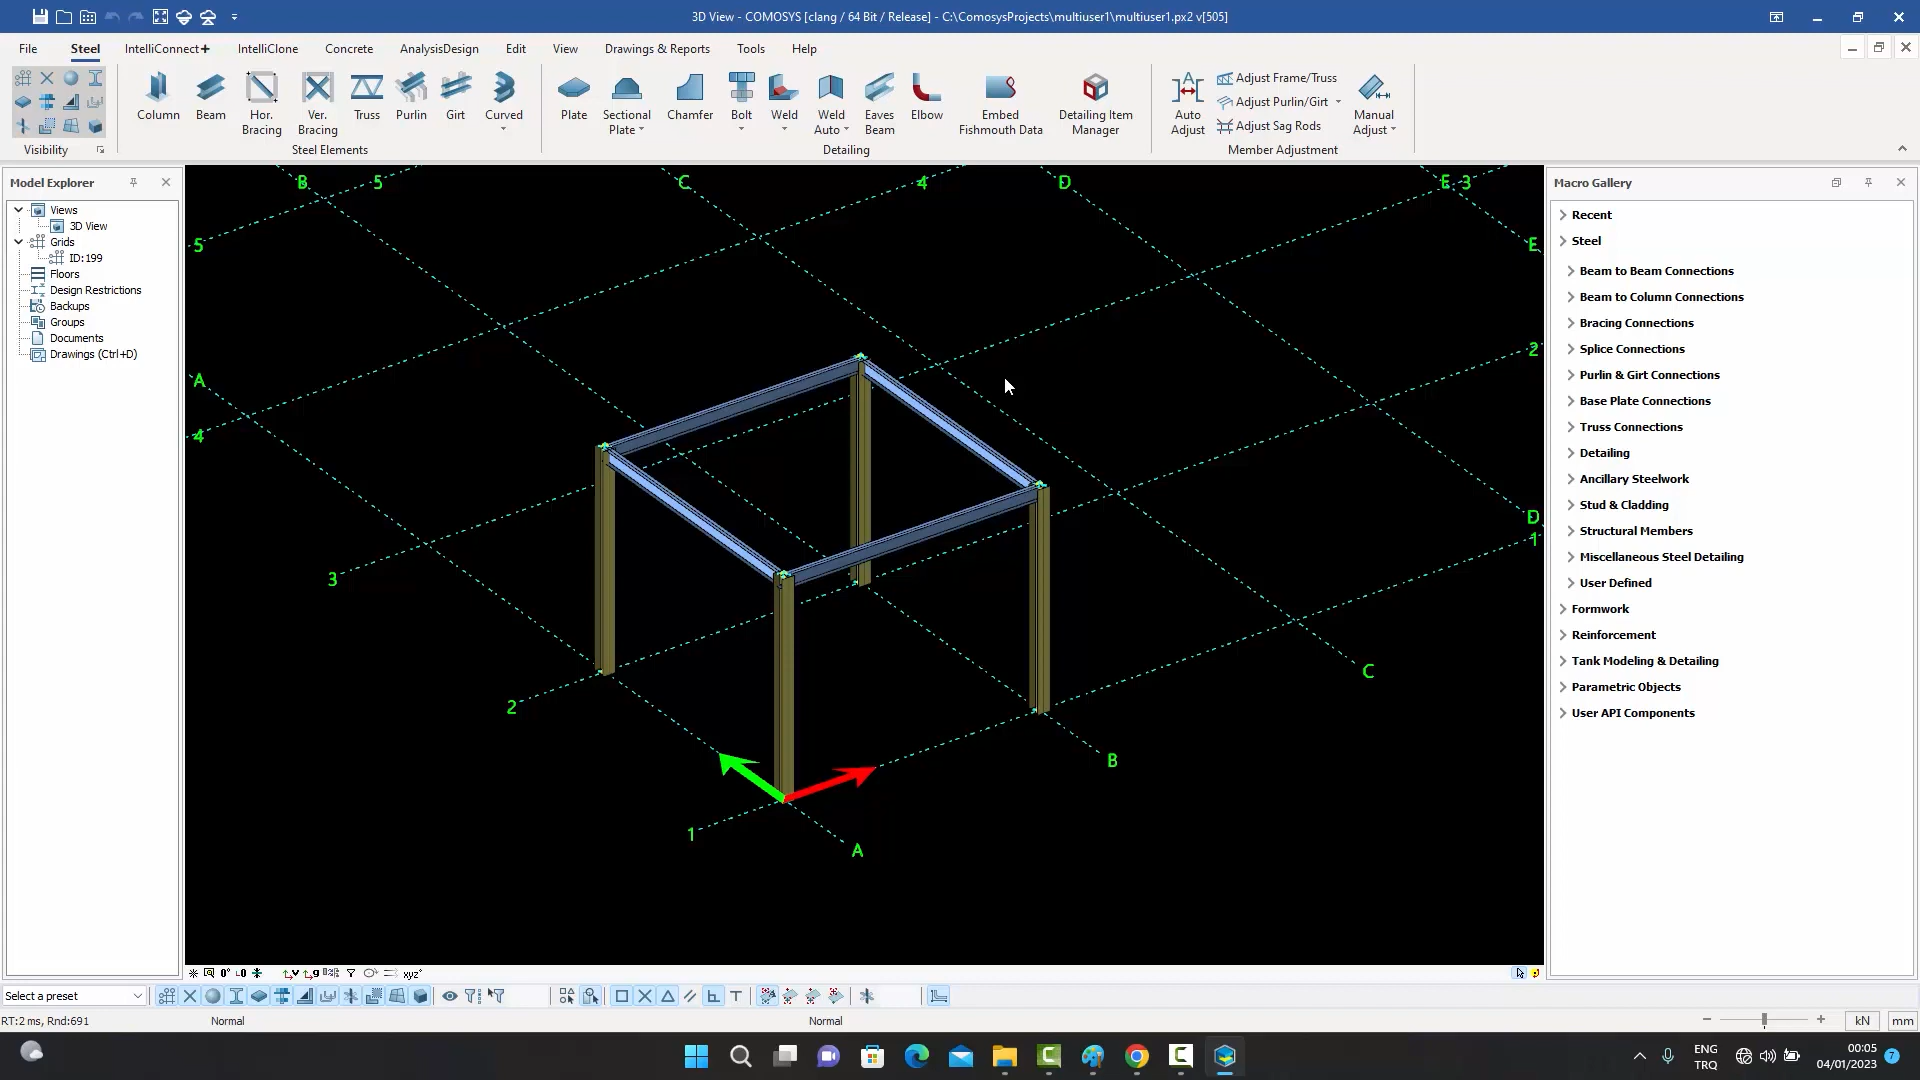 3D View - COMOSYS [clang / 64 Bit / Release] - C:\ComosysProjects\multiuser1\multiuser1.px2 v[505]
File Steel IntelliConnect+ IntelliClone Concrete AnalysisDesign Edit View Drawings & Reports Tools Help
Column Beam Hor. Bracing Ver. Bracing Truss Purlin Girt Curved
Plate Sectional Plate Chamfer Bolt Weld Weld Auto Eaves Beam Elbow Embed Fishmouth Data Detailing Item Manager
Auto Adjust
Adjust Frame/Truss
Adjust Purlin/Girt
Adjust Sag Rods
Manual Adjust
Visibility Steel Elements Detailing Member Adjustment
Model Explorer
Views
3D View
Grids
ID:199
Floors
Design Restrictions
Backups
Groups
Documents
Drawings (Ctrl+D)
B 5 C 4 D E 3
5 E
2
A
4
D
1
3
C
2
B
1
A
xyz
Macro Gallery
Recent
Steel
Beam to Beam Connections
Beam to Column Connections
Bracing Connections
Splice Connections
Purlin & Girt Connections
Base Plate Connections
Truss Connections
Detailing
Ancillary Steelwork
Stud & Cladding
Structural Members
Miscellaneous Steel Detailing
User Defined
Formwork
Reinforcement
Tank Modeling & Detailing
Parametric Objects
User API Components
Select a preset
RT:2 ms, Rnd:691 Normal Normal kN mm
ENG
TRQ
00:05
04/01/2023
7